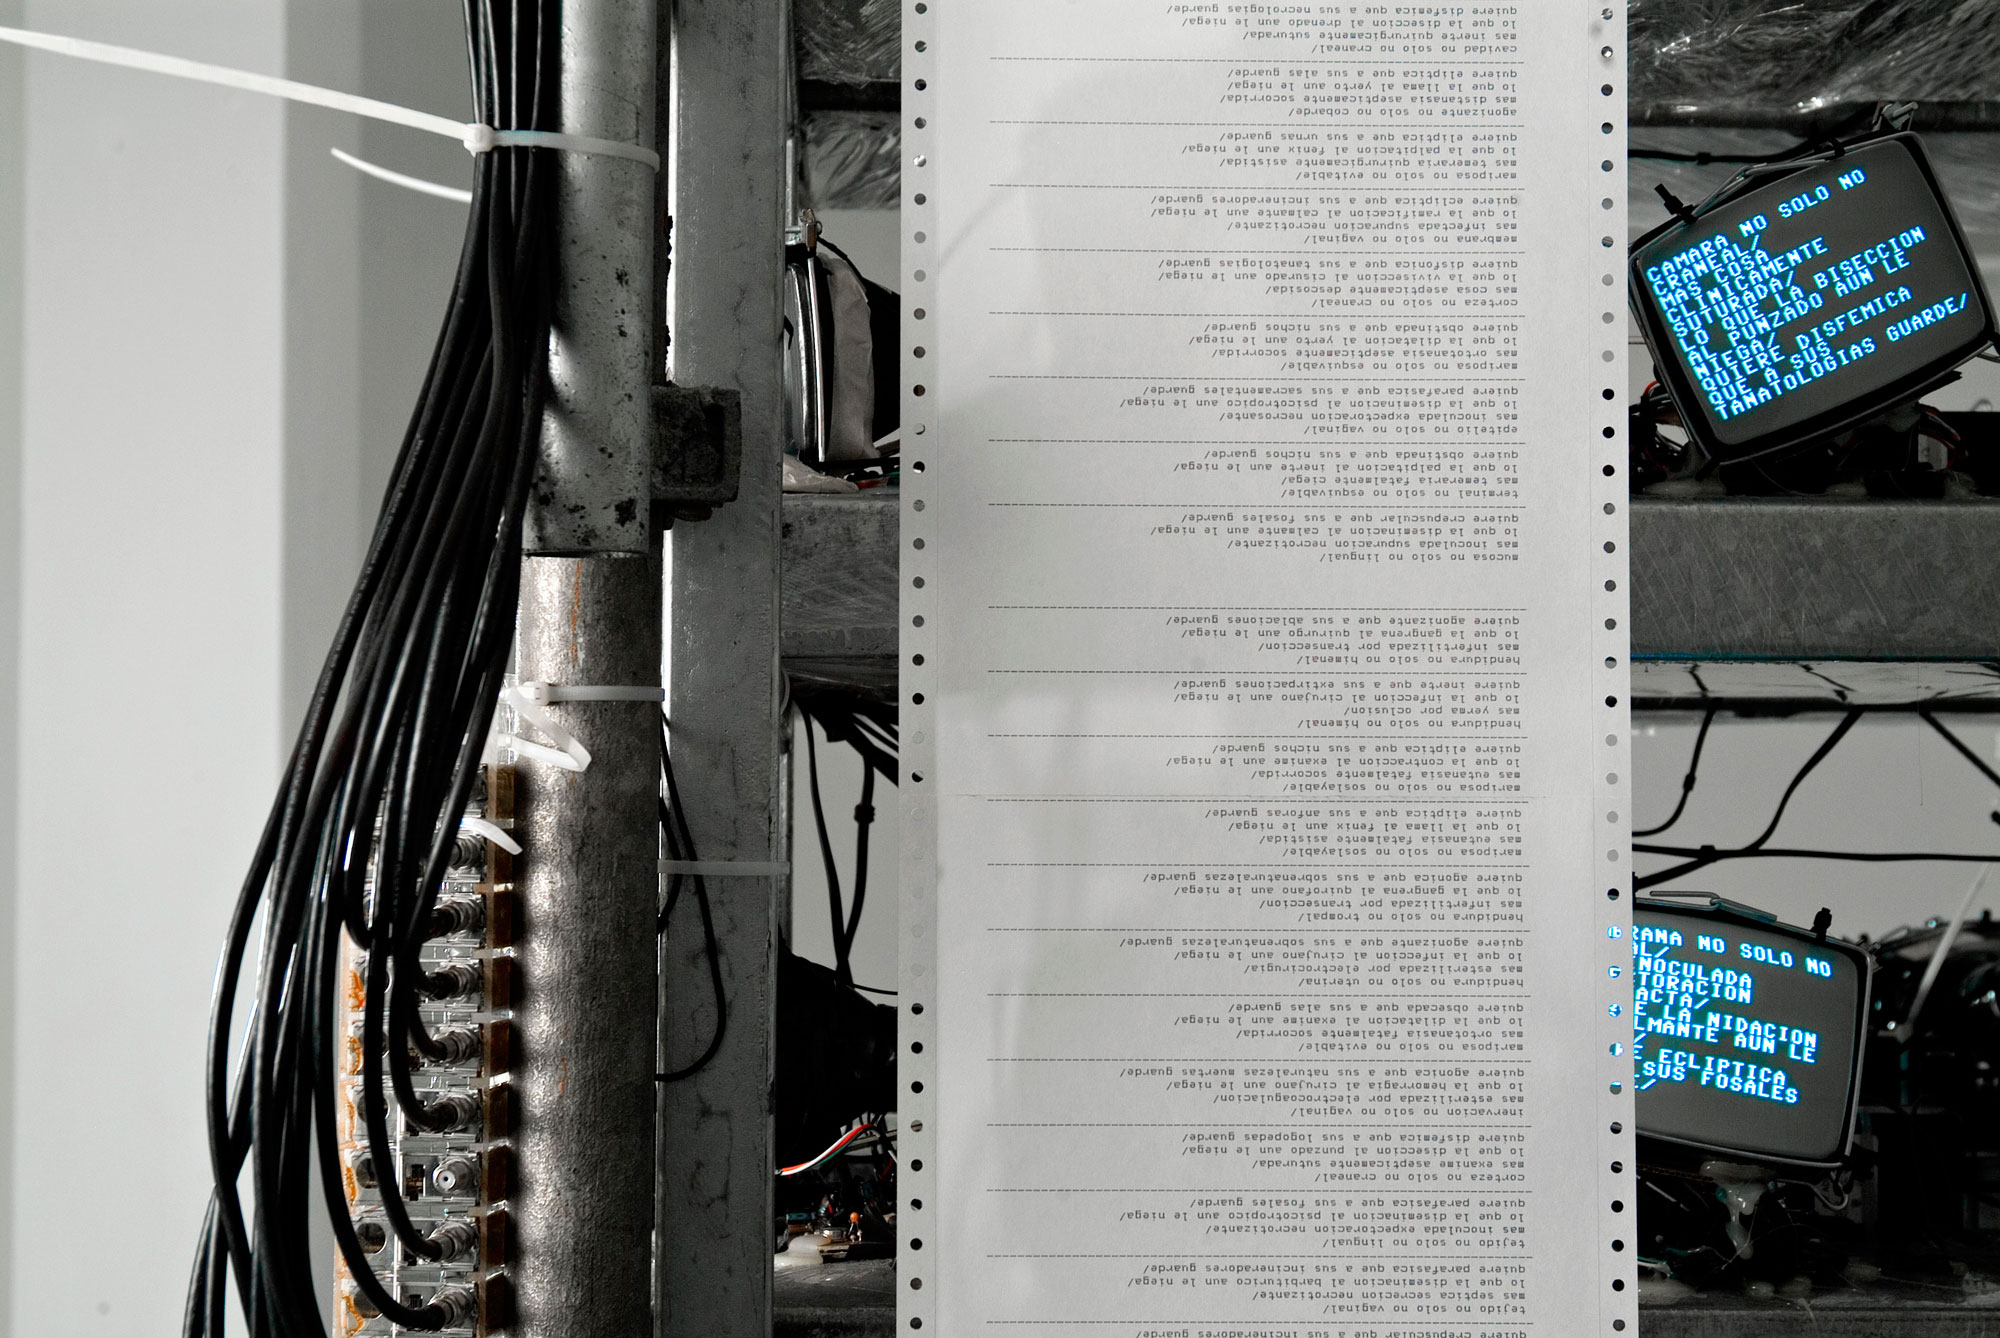 quiere crepuscular que a sus incineradores guarde/
tejido no solo no vaginal/
mas septica secrecion necrotizante/
lo que la diseminacion al barbiturico aun le niega/
quiere parafasica que a sus incineradores guarde/
tejido no solo no lingual/
mas inoculada expectoracion necrotizante/
lo que la diseminacion al psicotropico aun le niega/
quiere parafasica que a sus fosales guarde/
corteza no solo no craneal/
mas exanime asepticamente suturada/
lo que la diseccion al punzado aun le niega/
quiere disfemica que a sus logopedas guarde/
inervacion no solo no vaginal/
mas esterilizada por electrocoagulacion/
lo que la hemorragia al cirujano aun le niega/
quiere agonica que a sus naturalezas muertas guarde/
mariposa no solo no evitable/
mas ortotanasia fatalmente socorrida/
lo que la dilatacion al exanime aun le niega/
quiere obsecada que a sus alas guarde/
hendidura no solo no uterina/
mas esterilizada por electrocirugia/
lo que la infeccion al cirujano aun le niega/
quiere agonizante que a sus sobrenaturalezas guarde/
hendidura no solo no trompal/
mas infertilizada por transeccion/
lo que la gangrena al quirofano aun le niega/
quiere agonica que a sus sobrenaturalezas guarde/
mariposa no solo no soslayable/
mas eutanasia fatalmente asistida/
lo que la llama al fenix aun le niega/
quiere eliptica que a sus anforas guarde/
mariposa no solo no soslayable/
mas eutanasia fatalmente socorrida/
lo que la contraccion al exanime aun le niega/
quiere eliptica que a sus nichos guarde/
hendidura no solo no himenal/
mas yerma por oclusion/
lo que la infeccion al cirujano aun le niega/
quiere inerte que a sus extirpaciones guarde/
hendidura no solo no himenal/
mas infertilizada por transeccion/
lo que la gangrena al quirurgo aun le niega/
quiere agonizante que a sus ablaciones guarde/
mucosa no solo no lingual/
mas inoculada supuracion necrotizante/
lo que la diseminacion al calmante aun le niega/
quiere crepuscular que a sus fosales guarde/
terminal no solo no esquivable/
mas temeraria fatalmente ciega/
lo que la palpitacion al inerte aun le niega/
quiere obstinada que a sus nichos guarde/
epitelio no solo no vaginal/
mas inoculada expectoracion necrosante/
lo que la diseminacion al psicotropico aun le niega/
quiere parafasica que a sus sacramentales guarde/
mariposa no solo no esquivable/
mas ortotanasia asepticamente socorrida/
lo que la dilatacion al yerto aun le niega/
quiere obstinada que a sus nichos guarde/
corteza no solo no craneal/
mas cosa asepticamente descosida/
lo que la viviseccion al cisurado aun le niega/
quiere disfonica que a sus tanatologias guarde/
membrana no solo no vaginal/
mas infectada supuracion necrotizante/
lo que la ramificacion al calmante aun le niega/
quiere ecliptica que a sus incineradores guarde/
mariposa no solo no evitable/
mas temeraria quirurgicamente asistida/
lo que la palpitacion al fenix aun le niega/
quiere eliptica que a sus urnas guarde/
agonizante no solo no cobarde/
mas distanasia asepticamente socorrida/
lo que la llama al yerto aun le niega/
quiere eliptica que a sus alas guarde/
cavidad no solo no craneal/
mas inerte quirurgicamente suturada/
lo que la diseccion al drenado aun le niega/
quiere disfemica que a sus necrologias guarde/
CAMARA NO SOLO NO
CRANEAL/
MAS COSA
CLINICAMENTE
SUTURADA/
LO QUE LA BISECCION
AL PUNZADO AUN LE
NIEGA/
QUIERE DISFEMICA
QUE A SUS
TANATOLOGIAS GUARDE/
RANA NO SOLO NO
AL/
NOCULADA
TORACION
ACTA/
E LA NIDACION
LMANTE AUN LE
/
E ECLIPTICA
SUS FOSALES
E/